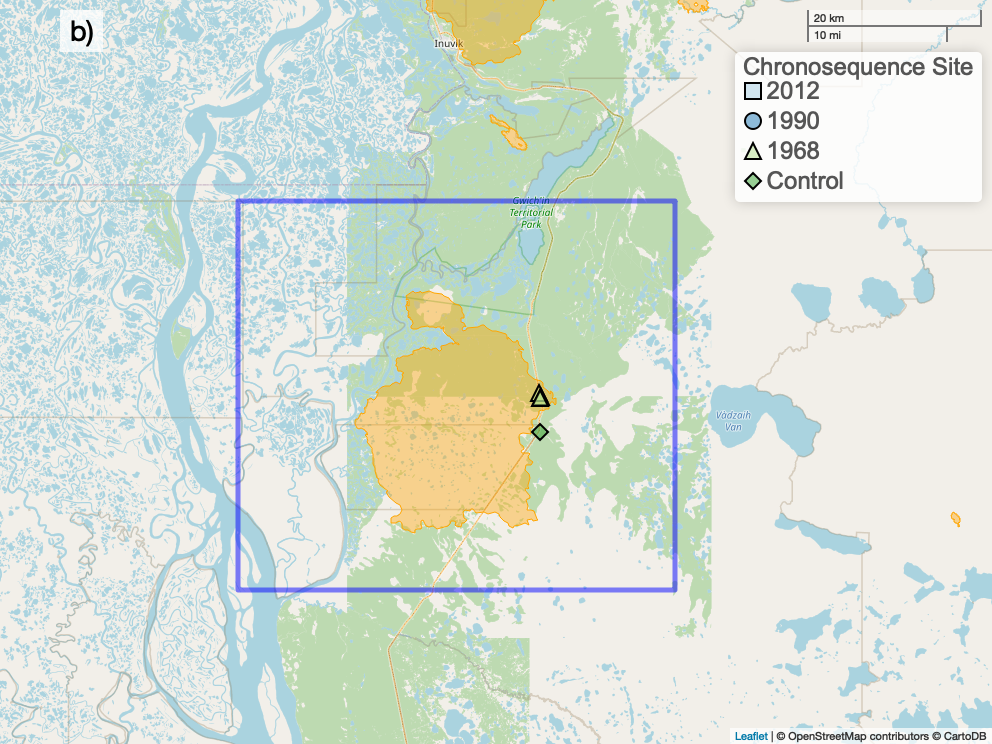 b)
Inuvik
20 km
10 mi
Chronosequence Site
2012
1990
1968
Control
Gwich'in
Territorial
Park
Vàdzaih
Van
Leaflet | © OpenStreetMap contributors © CartoDB